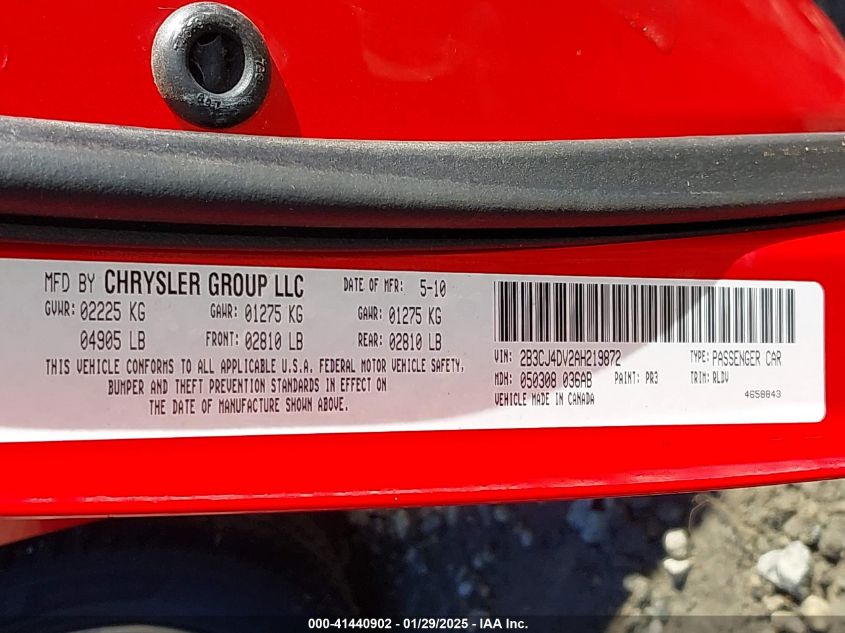 MFD BY CHRYSLER GROUP LLC DATE OF MFR: 5-10
GVWR: 02225 KG GAWR: 01275 KG GAWR: 01275 KG
04905 LB FRONT: 02810 LB REAR: 02810 LB
THIS VEHICLE CONFORMS TO ALL APPLICABLE U.S.A. FEDERAL MOTOR VEHICLE SAFETY,
BUMPER AND THEFT PREVENTION STANDARDS IN EFFECT ON
THE DATE OF MANUFACTURE SHOWN ABOVE.
VIN: 2B3CJ4DV2AH219872 TYPE: PASSENGER CAR
MDH: 050308 036AB PAINT: PR3 TRIM: RLDV
VEHICLE MADE IN CANADA 4658843
000-41440902 - 01/29/2025 - IAA Inc.